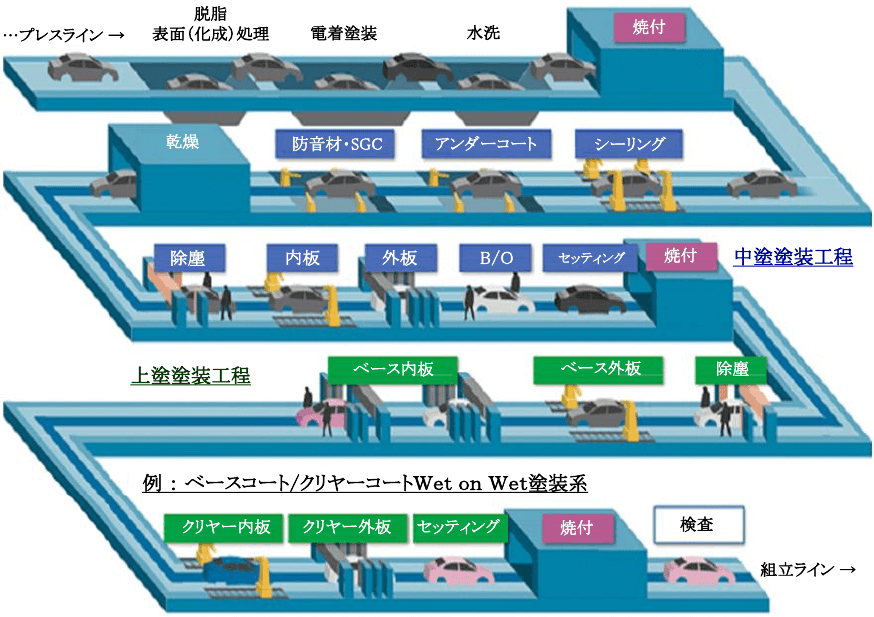 脱脂
…プレスライン → 表面(化成)処理 電着塗装 水洗 焼付
乾燥 防音材・SGC アンダーコート シーリング
除塵 内板 外板 B/O セッティング 焼付 中塗塗装工程
上塗塗装工程 ベース内板 ベース外板 除塵
例 : ベースコート/クリヤーコートWet on Wet塗装系
クリヤー内板 クリヤー外板 セッティング 焼付 検査
組立ライン →